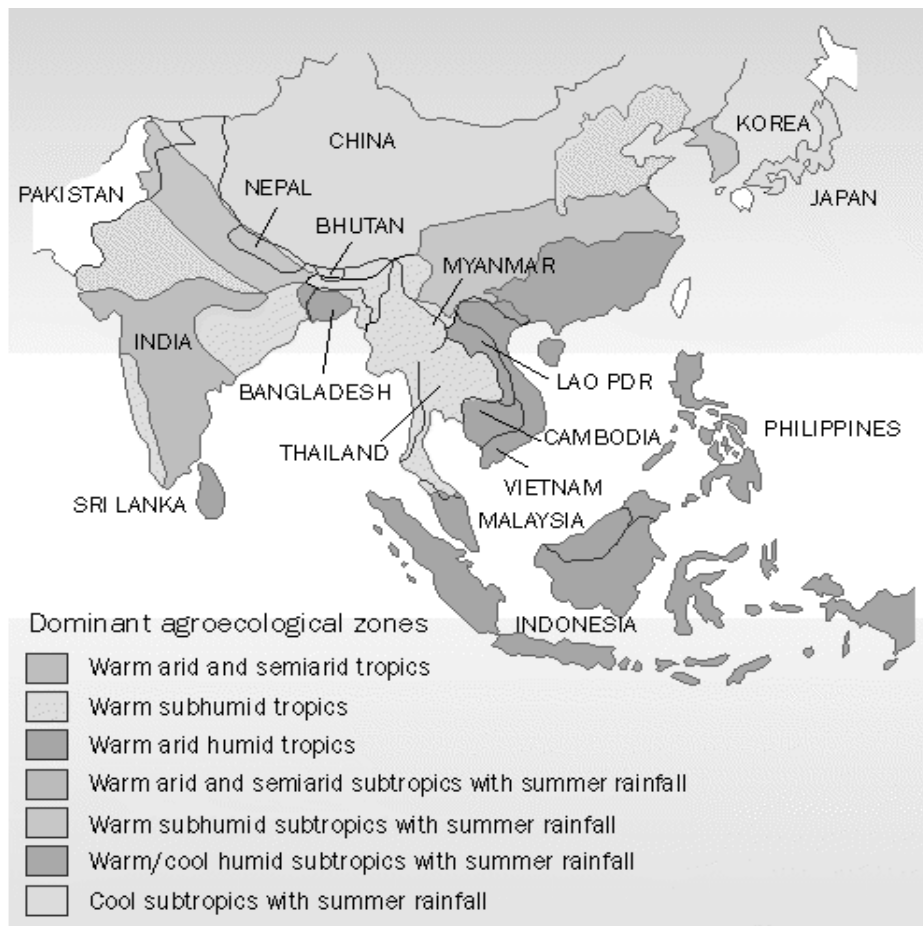 CHINA
KOREA
JAPAN
PAKISTAN
NEPAL
BHUTAN
MYANMAR
INDIA
BANGLADESH
LAO PDR
CAMBODIA
PHILIPPINES
THAILAND
VIETNAM
SRI LANKA
MALAYSIA
INDONESIA
Dominant agroecological zones
Warm arid and semiarid tropics
Warm subhumid tropics
Warm arid humid tropics
Warm arid and semiarid subtropics with summer rainfall
Warm subhumid subtropics with summer rainfall
Warm/cool humid subtropics with summer rainfall
Cool subtropics with summer rainfall